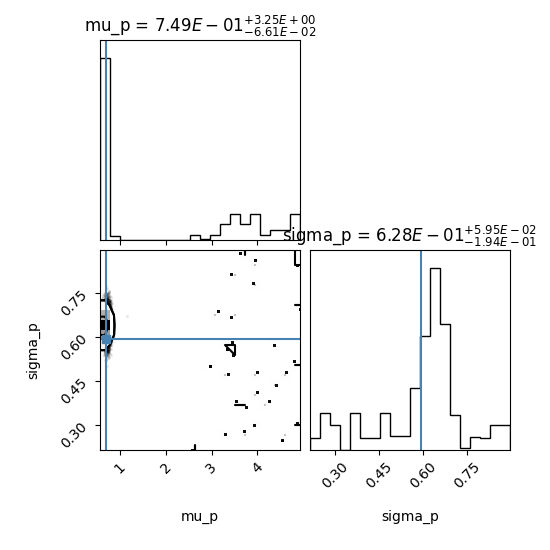 mu_p = 7.49E − 01+3.25E + 00 −6.61E − 02
sigma_p = 6.28E − 01+5.95E − 02 −1.94E − 01
0.75
0.60
0.45
0.30
sigma_p
1 2 3 4
0.30 0.45 0.60 0.75
mu_p
sigma_p